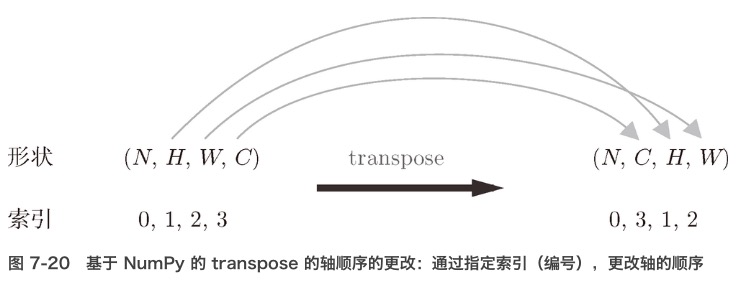 形状 (N, H, W, C) transpose (N, C, H, W)
索引 0, 1, 2, 3 0, 3, 1, 2
图 7-20 基于 NumPy 的 transpose 的轴顺序的更改：通过指定索引（编号），更改轴的顺序